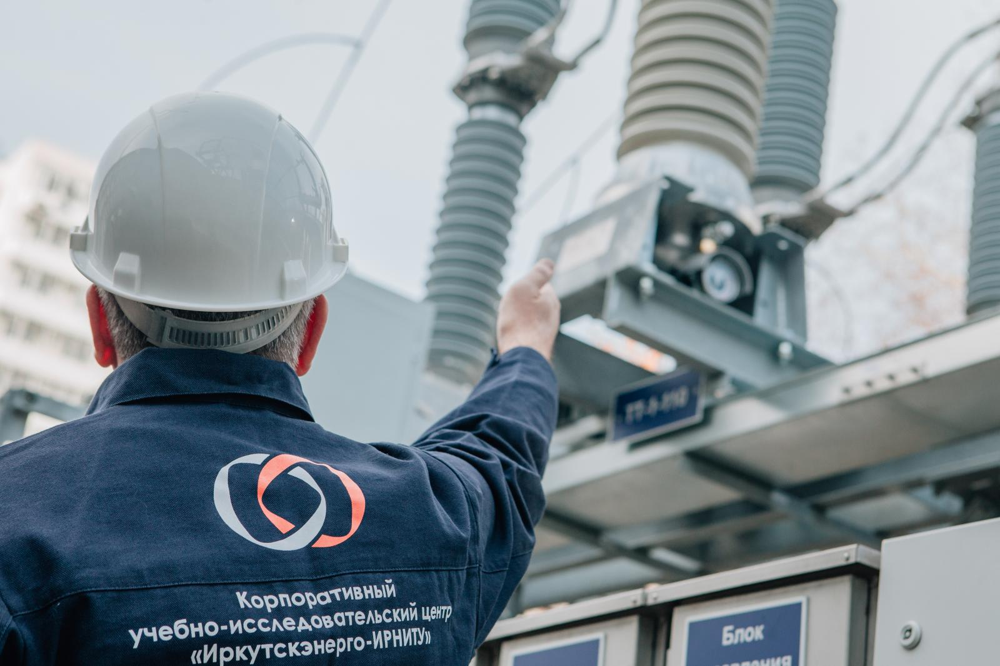 Корпоративный
учебно-исследовательский центр
«Иркутскэнерго-ИРНИТУ»
Блок